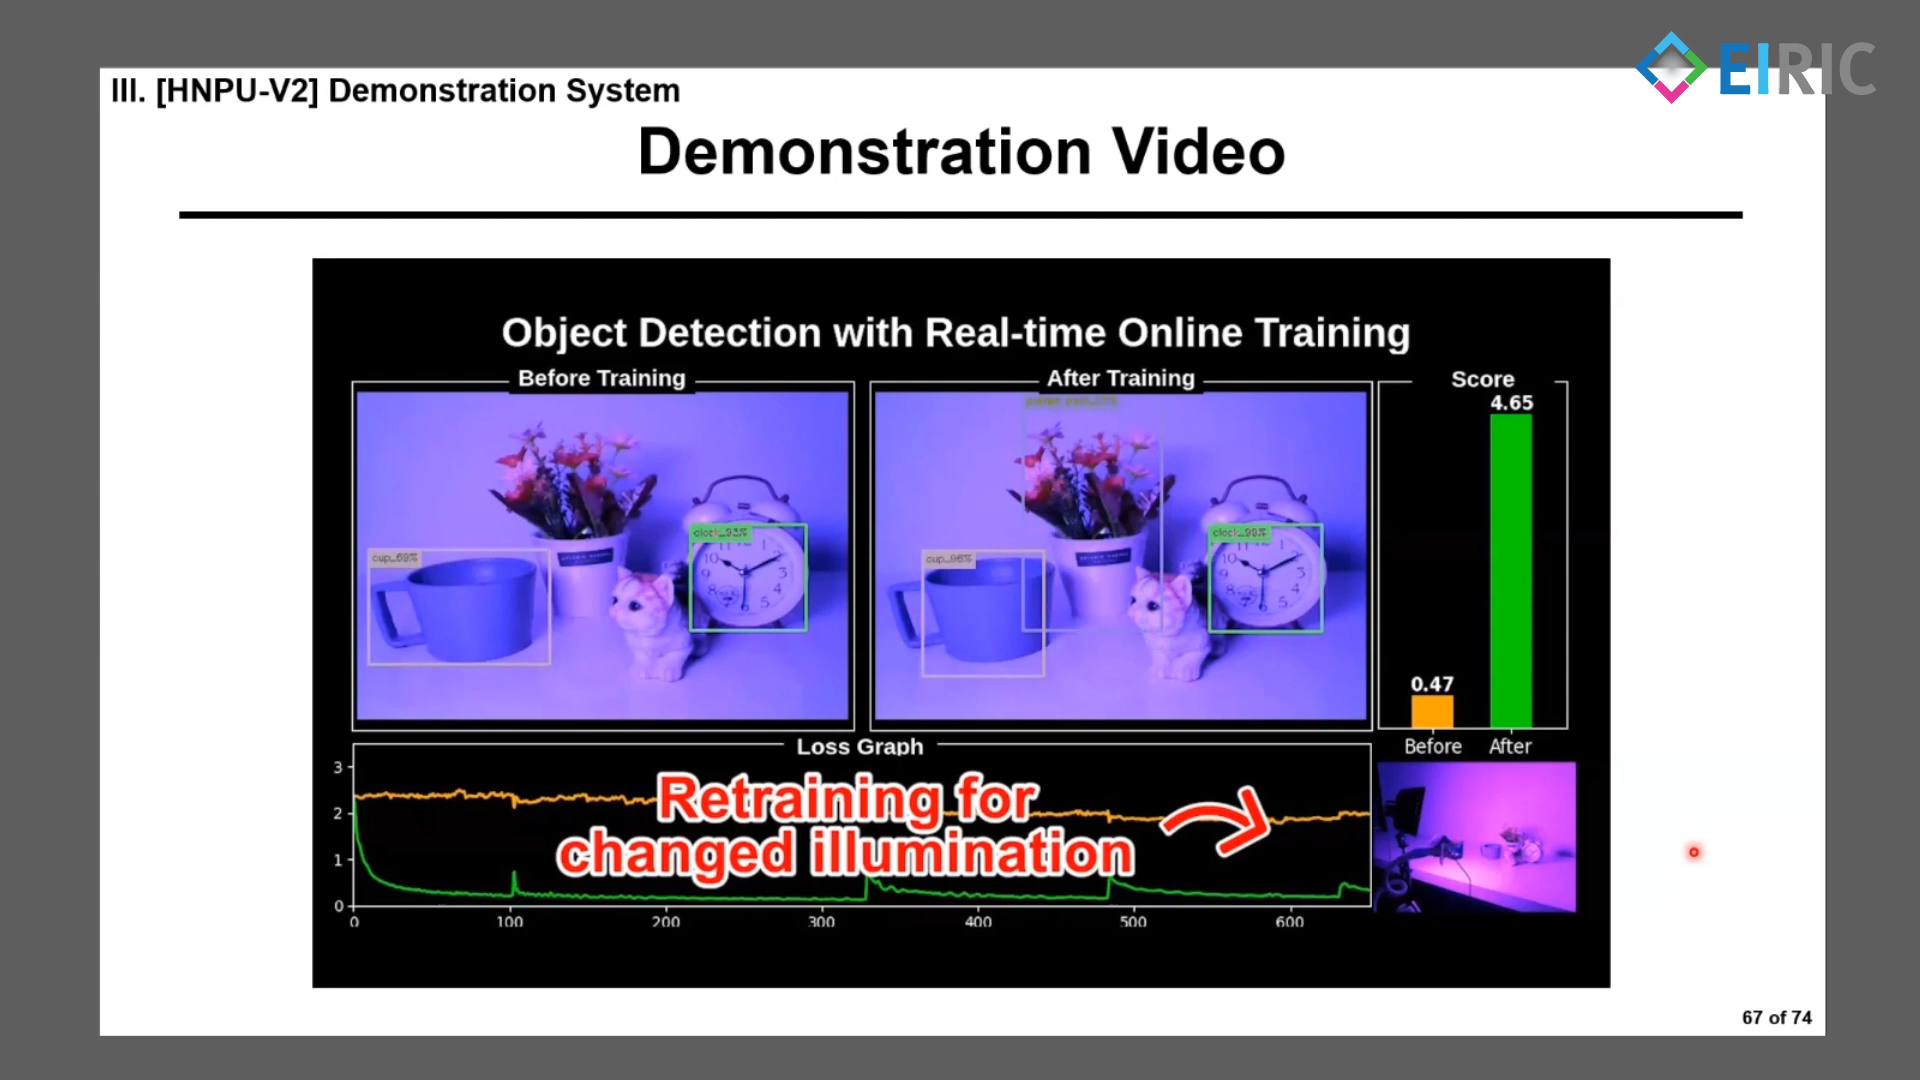 EIRIC
III. [HNPU-V2] Demonstration System
Demonstration Video
Object Detection with Real-time Online Training
Before Training
After Training
Score
4.65
0.47
Before After
cup_69%
clock_93%
cup_96%
clock_99%
Loss Graph
Retraining for
changed illumination
3
2
1
0
0 100 200 300 400 500 600
67 of 74